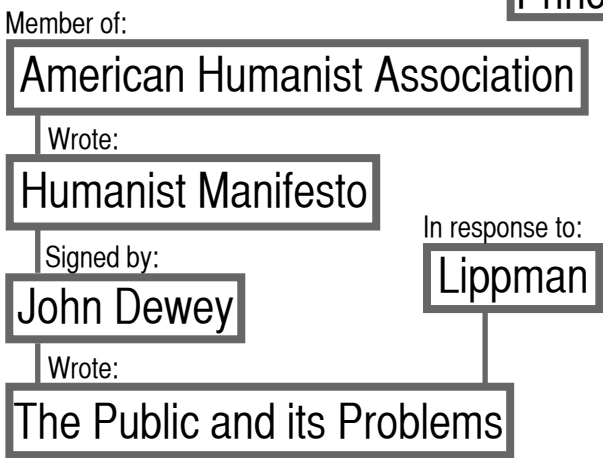 Member of:
American Humanist Association
Wrote:
Humanist Manifesto
Signed by:
John Dewey
Wrote:
The Public and its Problems
In response to:
Lippman